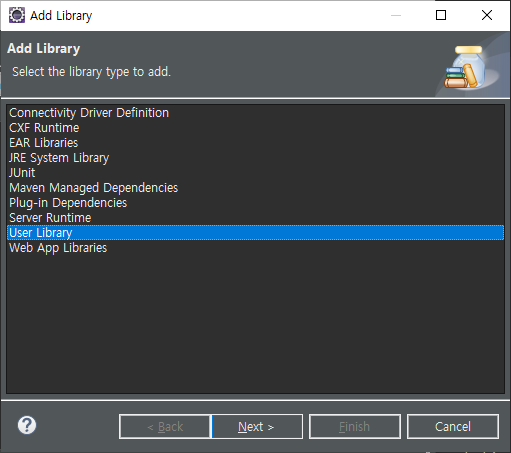 Add Library
Add Library
Select the library type to add.
Connectivity Driver Definition
CXF Runtime
EAR Libraries
JRE System Library
JUnit
Maven Managed Dependencies
Plug-in Dependencies
Server Runtime
User Library
Web App Libraries
? < Back Next > Finish Cancel